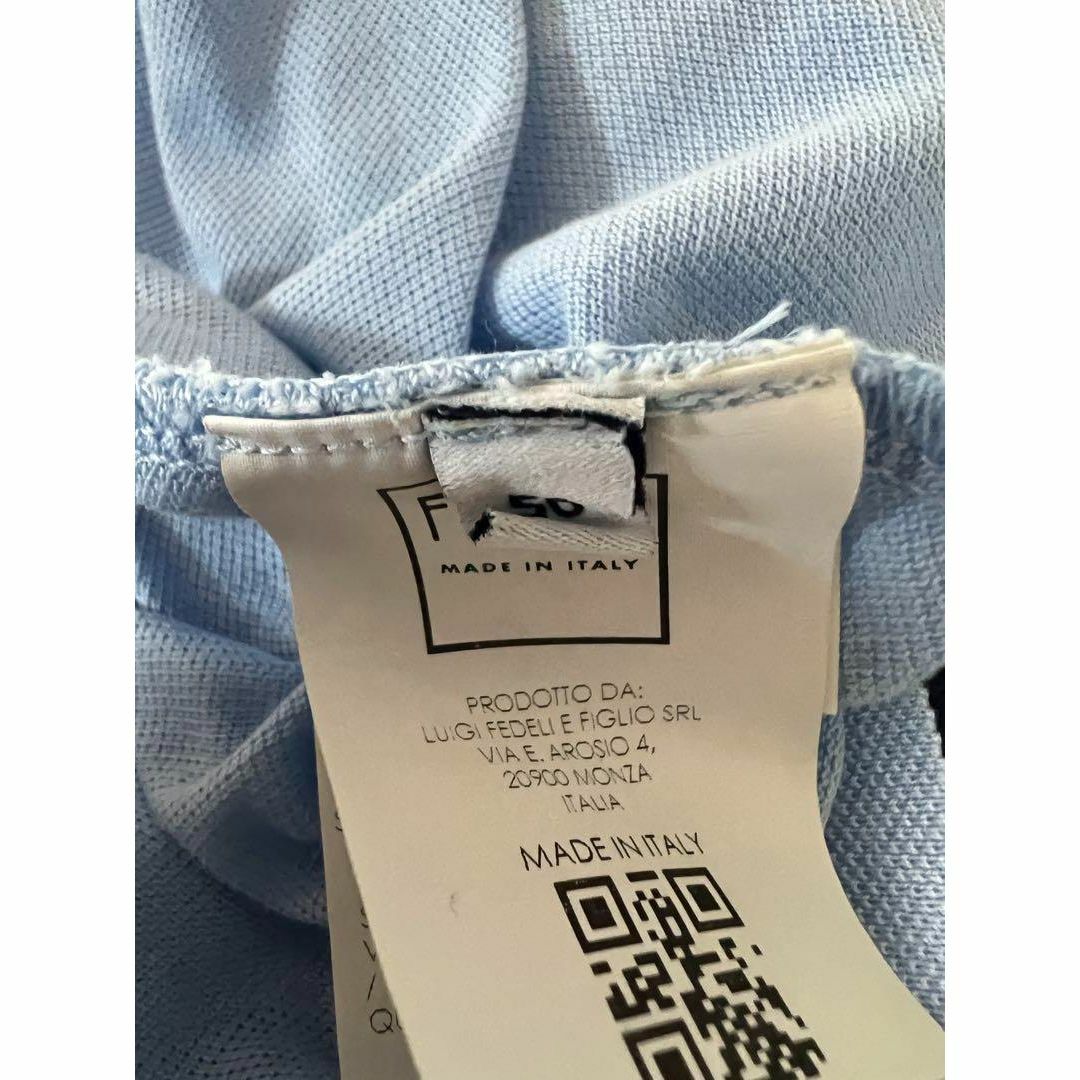 F
50
MADE IN ITALY
PRODOTTO DA:
LUIGI FEDELI E FIGLIO SRL
VIA E. AROSIO 4,
20900 MONZA
ITALIA
MADE IN ITALY